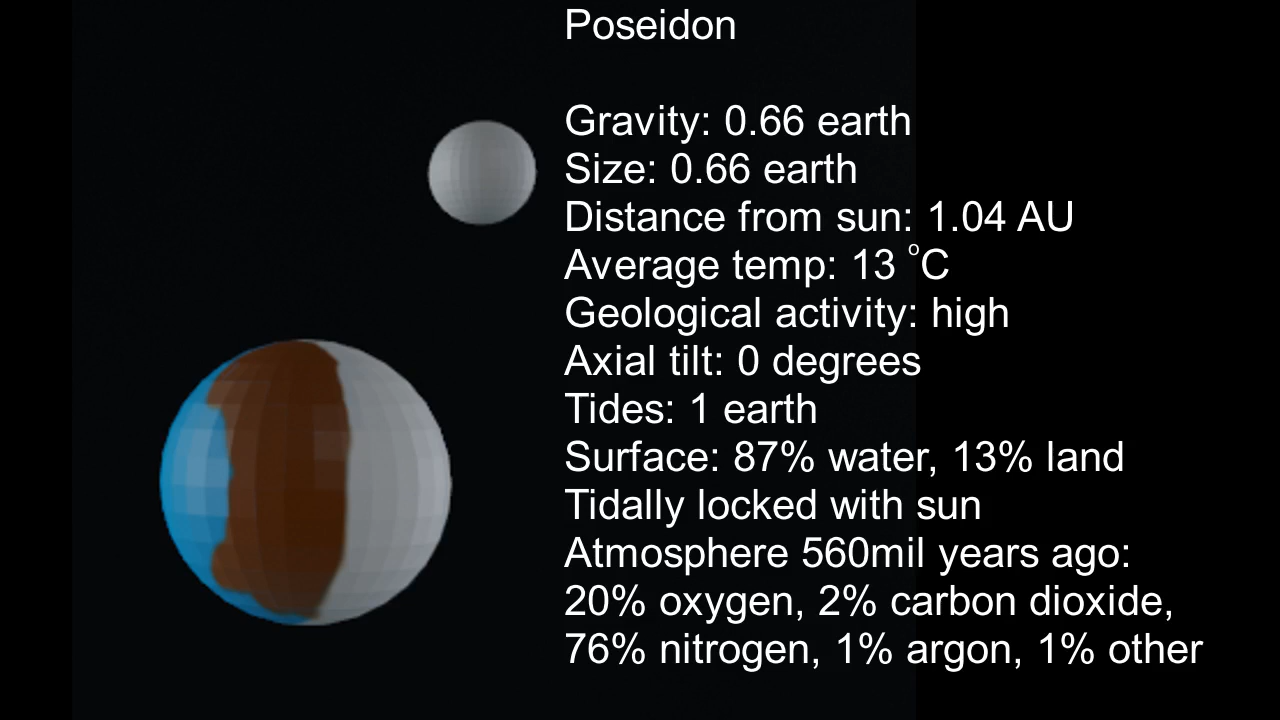 Poseidon
Gravity: 0.66 earth
Size: 0.66 earth
Distance from sun: 1.04 AU
Average temp: 13 ºC
Geological activity: high
Axial tilt: 0 degrees
Tides: 1 earth
Surface: 87% water, 13% land
Tidally locked with sun
Atmosphere 560mil years ago:
20% oxygen, 2% carbon dioxide,
76% nitrogen, 1% argon, 1% other